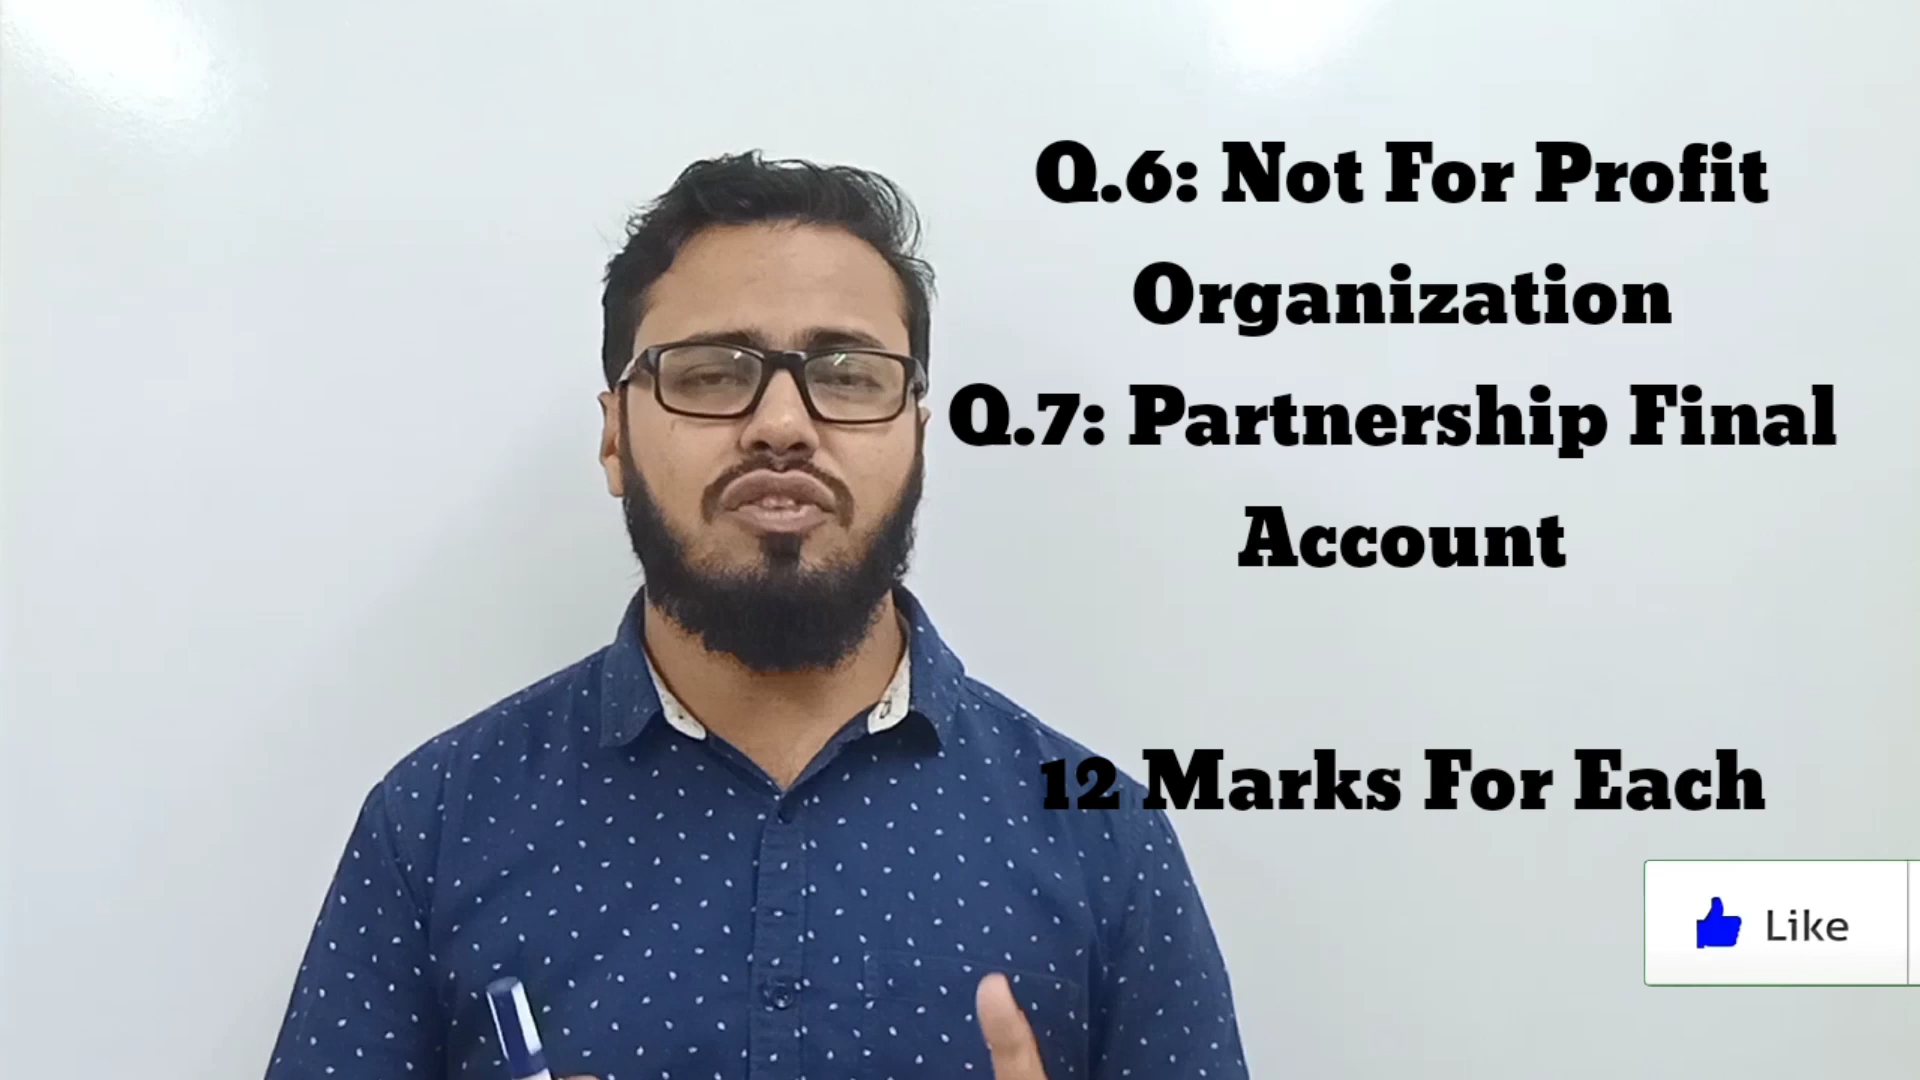 Q.6: Not For Profit
Organization
Q.7: Partnership Final
Account
12 Marks For Each
Like